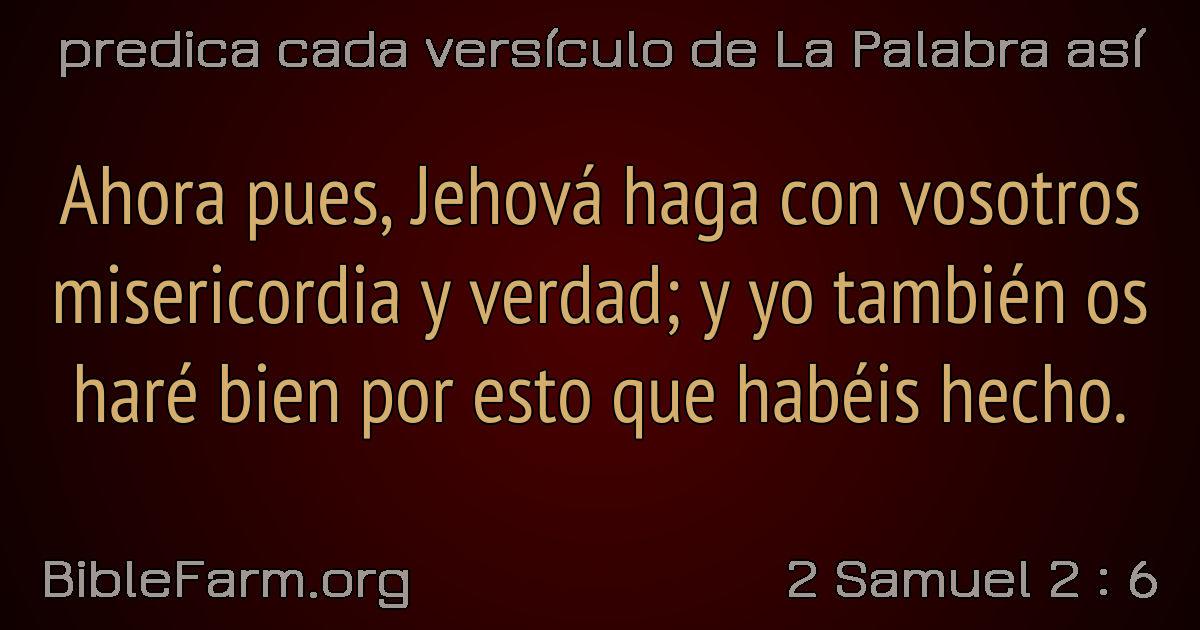 predica cada versículo de La Palabra así
Ahora pues, Jehová haga con vosotros
misericordia y verdad; y yo también os
haré bien por esto que habéis hecho.
BibleFarm.org
2 Samuel 2 : 6